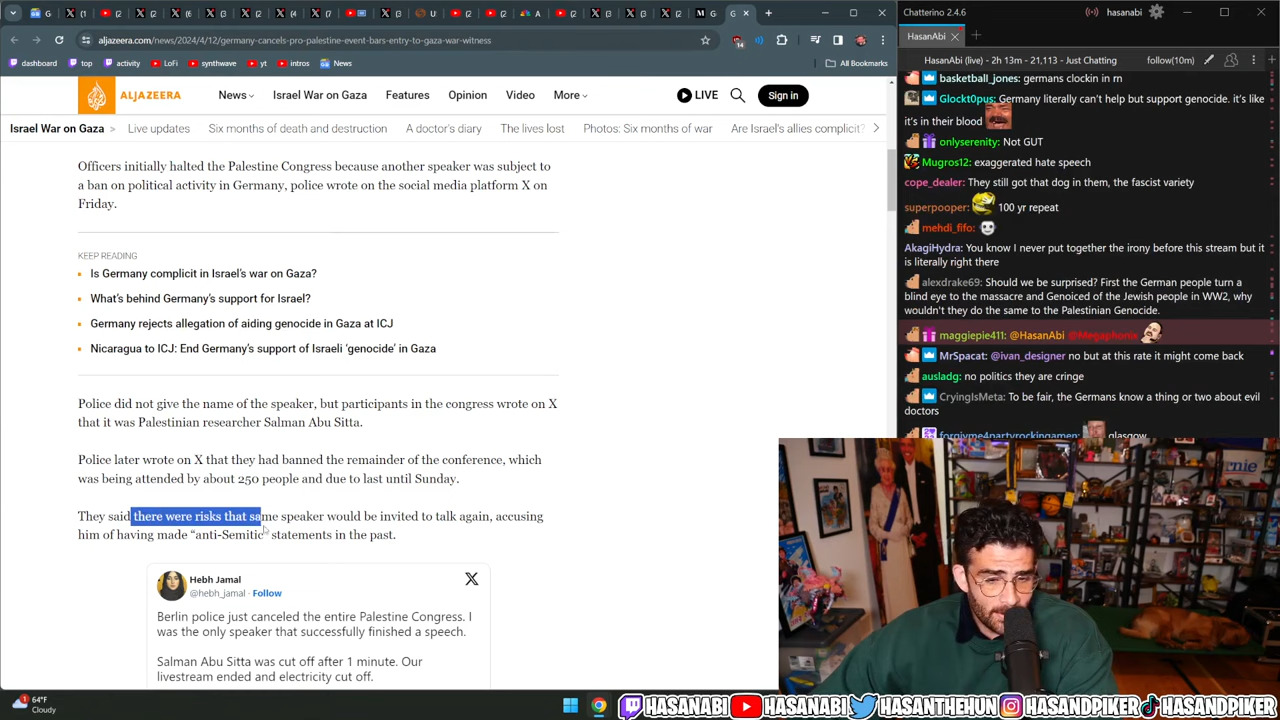 Chatterino 2.4.6
hasanabi
HasanAbi
alljazeera.com/news/2024/4/12/germany-cancels-pro-palestine-event-bars-entry-to-gaza-war-witness
HasanAbi (live) - 2h 13m - 21,113 - Just Chatting
follow(10m)
dashboard
top
activity
LoFi
synthwave
yt
intros
News
All Bookmarks
ALJAZEERA
News
Israel War on Gaza
Features
Opinion
Video
More
LIVE
Sign in
Israel War on Gaza
Live updates
Six months of death and destruction
A doctor's diary
The lives lost
Photos: Six months of war
Are Israel's allies complicit?
Officers initially halted the Palestine Congress because another speaker was subject to
a ban on political activity in Germany, police wrote on the social media platform X on
Friday.
KEEP READING
Is Germany complicit in Israel's war on Gaza?
What's behind Germany's support for Israel?
Germany rejects allegation of aiding genocide in Gaza at ICJ
Nicaragua to ICJ: End Germany's support of Israeli 'genocide' in Gaza
Police did not give the name of the speaker, but participants in the congress wrote on X
that it was Palestinian researcher Salman Abu Sitta.
Police later wrote on X that they had banned the remainder of the conference, which
was being attended by about 250 people and due to last until Sunday.
They said there were risks that same speaker would be invited to talk again, accusing
him of having made “anti-Semitic” statements in the past.
Hebh Jamal
@hebh_jamal · Follow
Berlin police just canceled the entire Palestine Congress. I
was the only speaker that successfully finished a speech.
Salman Abu Sitta was cut off after 1 minute. Our
livestream ended and electricity cut off.
basketball_jones: germans clockin in rn
Glockt0pus: Germany literally can't help but support genocide. it's
like it's in their blood
onlyserenity: Not GUT
Mugros12: exaggerated hate speech
cope_dealer: They still got that dog in them, the fascist variety
superpooper: 100 yr repeat
mehdi_fifo:
AkagiHydra: You know I never put together the irony before this stream but it
is literally right there
alexdrake69: Should we be surprised? First the German people turn a
blind eye to the massacre and Genoiced of the Jewish people in WW2, why
wouldn't they do the same to the Palestinian Genocide.
maggiepie411: @HasanAbi @Megaphonix
MrSpacat: @ivan_designer no but at this rate it might come back
ausladg: no politics they are cringe
CryingIsMeta: To be fair, the Germans know a thing or two about evil
doctors
forgivme4partyrockingamen: glasgow
64°F
Cloudy
HASANABI
HASANABI
HASANTHEHUN
HASANDPIKER
HASANDPIKER